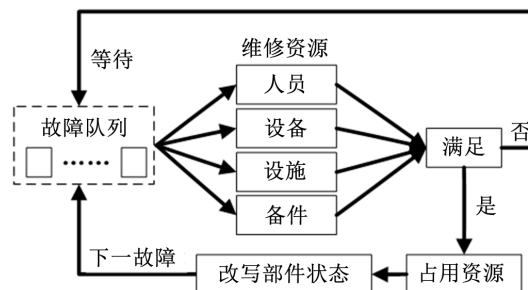 维修资源
等待
人员
故障队列
……
设备
设施
备件
满足
否
是
下一故障
改写部件状态
占用资源